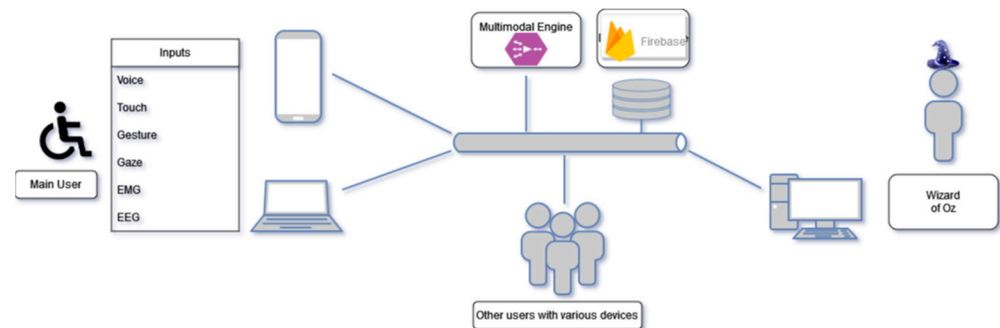 Main User
Inputs
Voice
Touch
Gesture
Gaze
EMG
EEG
Multimodal Engine
Firebase
Other users with various devices
Wizard
of Oz